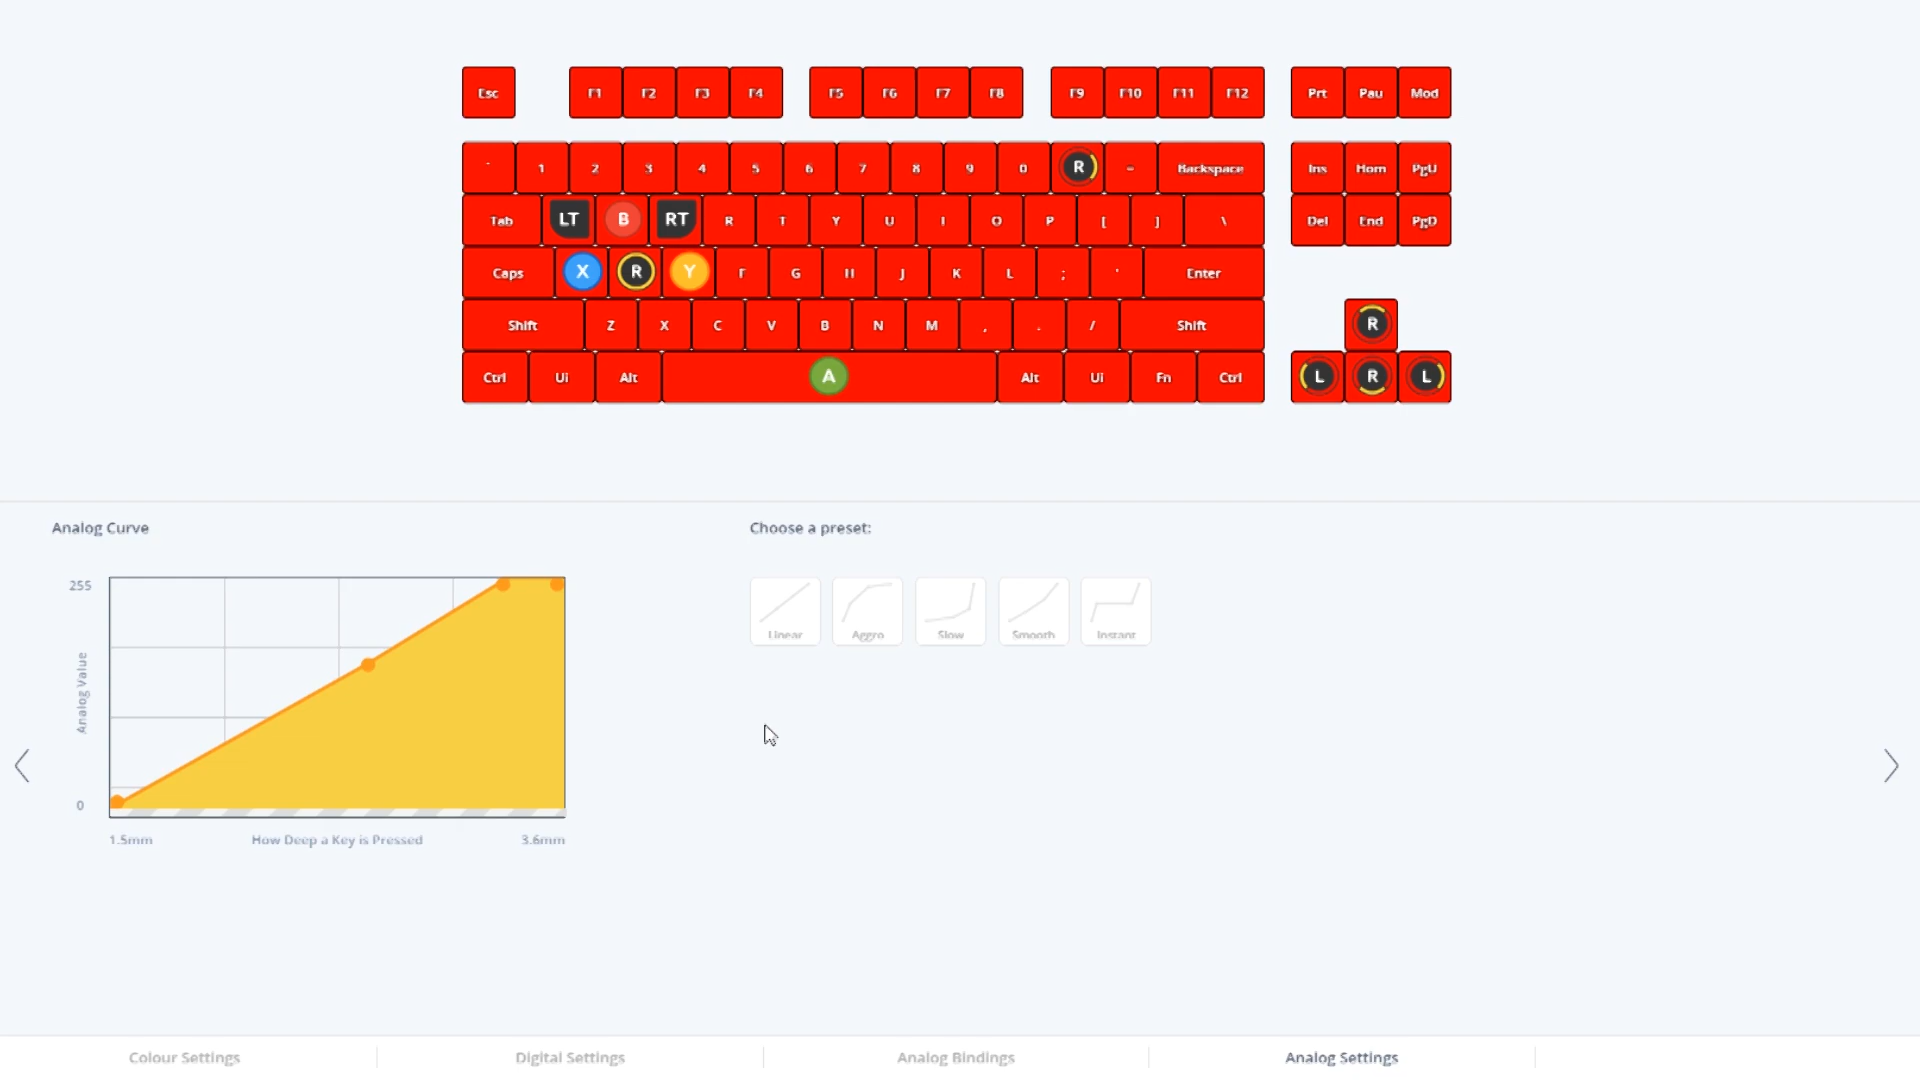 Esc F1 F2 F3 F4 F5 F6 F7 F8 F9 F10 F11 F12 Prt Pau Mod
` 1 2 3 4 5 6 7 8 9 0 R = Backspace Ins Hom PgU
Tab LT B RT R T Y U I O P [ ] \ Del End PgD
Caps X R Y F G H J K L ; ' Enter
Shift Z X C V B N M , . / Shift R
Ctrl Ui Alt A Alt Ui Fn Ctrl L R L
Analog Curve
Choose a preset:
255
Analog Value
0
1.5mm How Deep a Key is Pressed 3.6mm
Linear Aggro Slow Smooth Instant
Colour Settings Digital Settings Analog Bindings Analog Settings